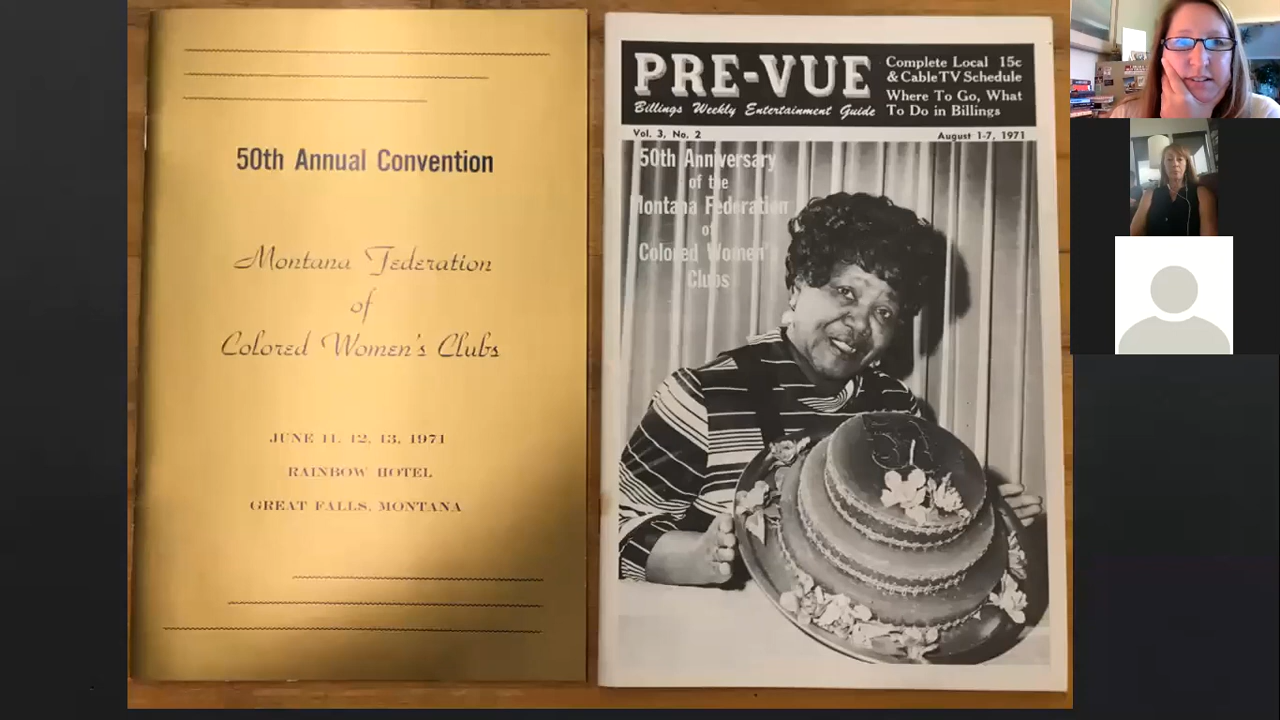 50th Annual Convention
Montana Federation
of
Colored Women's Clubs
JUNE 11, 12, 13, 1971
RAINBOW HOTEL
GREAT FALLS, MONTANA
PRE-VUE
Billings Weekly Entertainment Guide
Complete Local 15c
& Cable TV Schedule
Where To Go, What
To Do in Billings
Vol. 3, No. 2
August 1-7, 1971
50th Anniversary
of the
Montana Federation
of
Colored Women's
Clubs
50